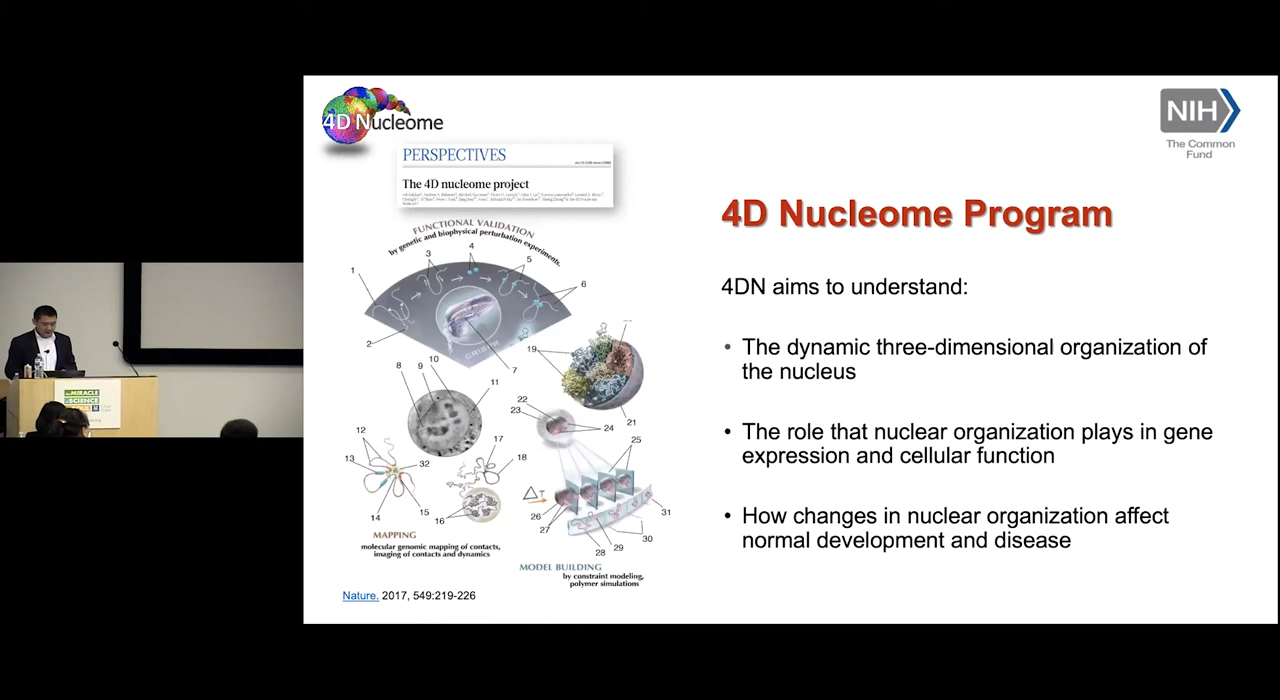 4D Nucleome
NIH
The Common
Fund
PERSPECTIVES
The 4D nucleome project
4D Nucleome Program
4DN aims to understand:
• The dynamic three-dimensional organization of
the nucleus
• The role that nuclear organization plays in gene
expression and cellular function
• How changes in nuclear organization affect
normal development and disease
FUNCTIONAL VALIDATION
by genetic and biophysical perturbation experiments,
1
2
3
4
5
6
CRISPR
7
8
9
10
11
12
13
14
15
16
17
18
19
21
22
23
24
25
26
27
28
29
30
31
32
ΔT
MAPPING
molecular genomic mapping of contacts,
imaging of contacts and dynamics
MODEL BUILDING
by constraint modeling,
polymer simulations
Nature. 2017, 549:219-226
MIRACLE
SCIENCE